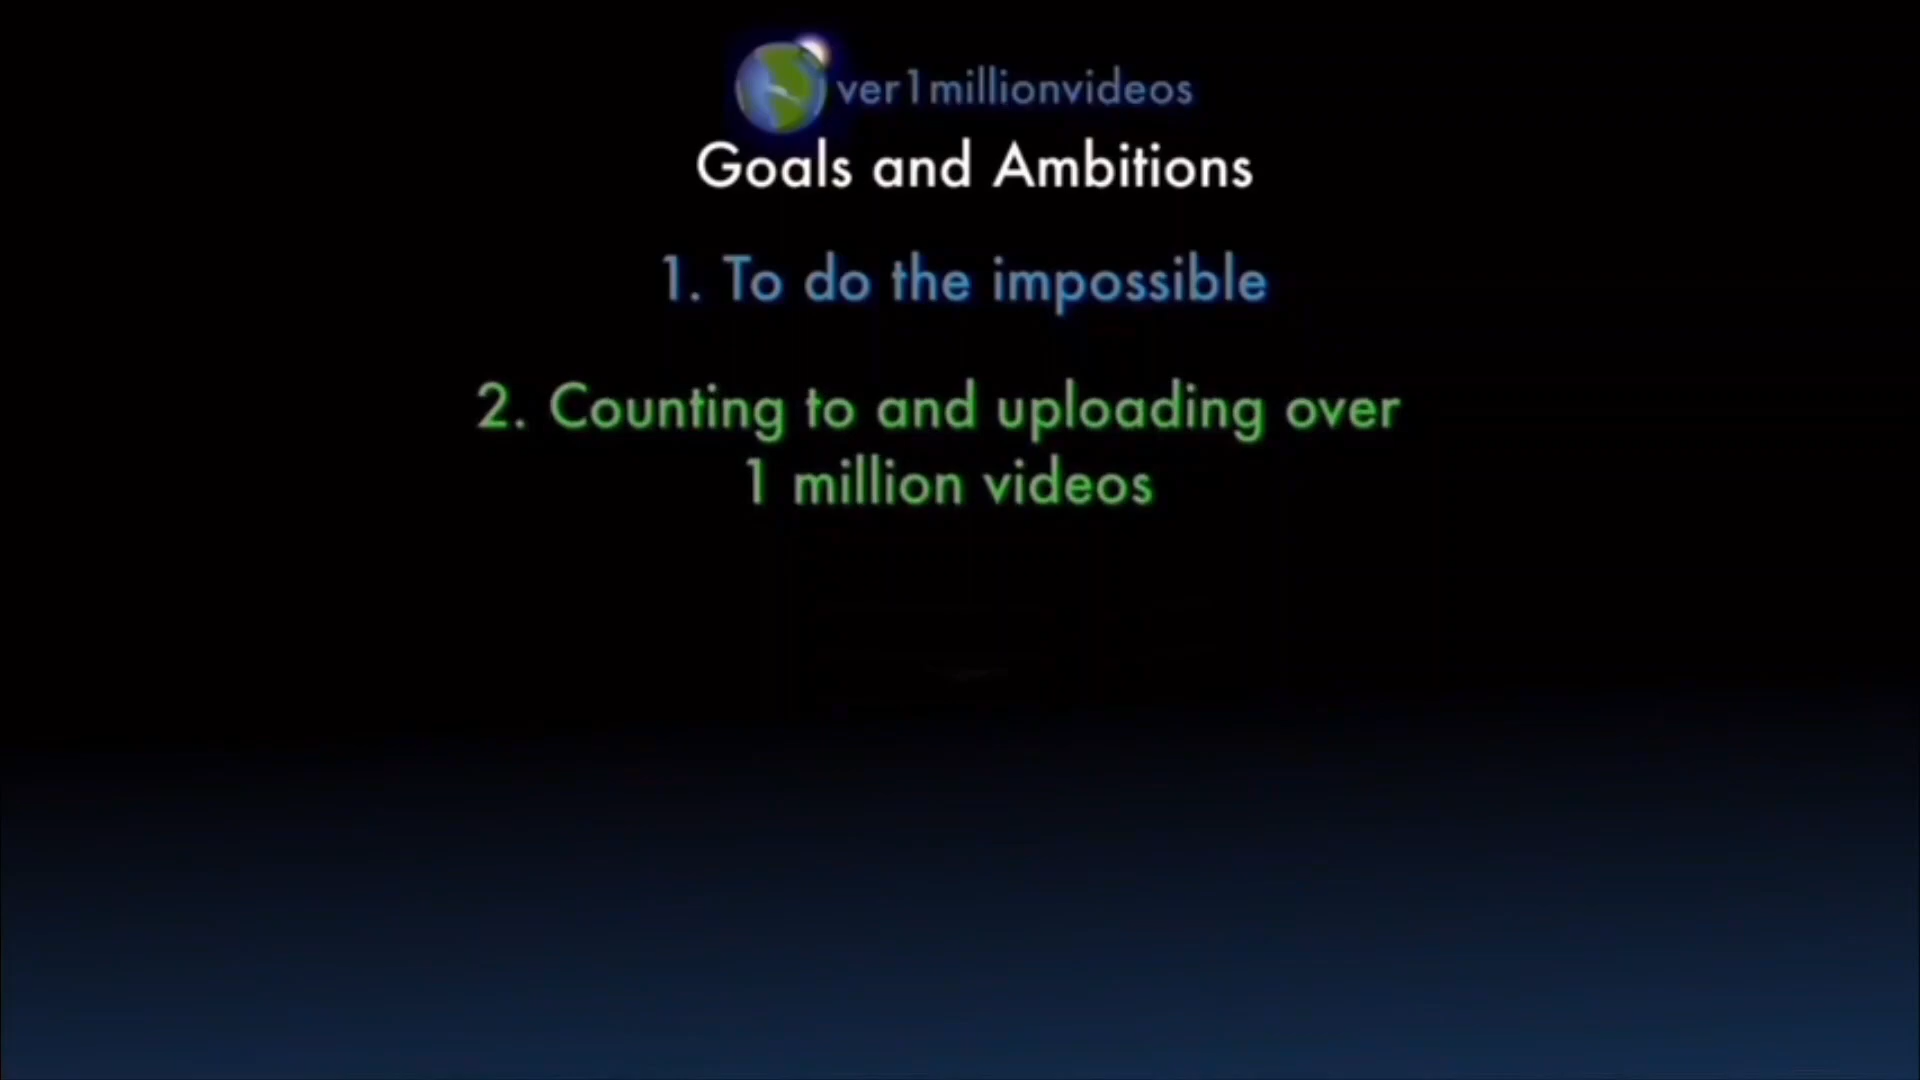 ver1millionvideos
Goals and Ambitions
1. To do the impossible
2. Counting to and uploading over
1 million videos